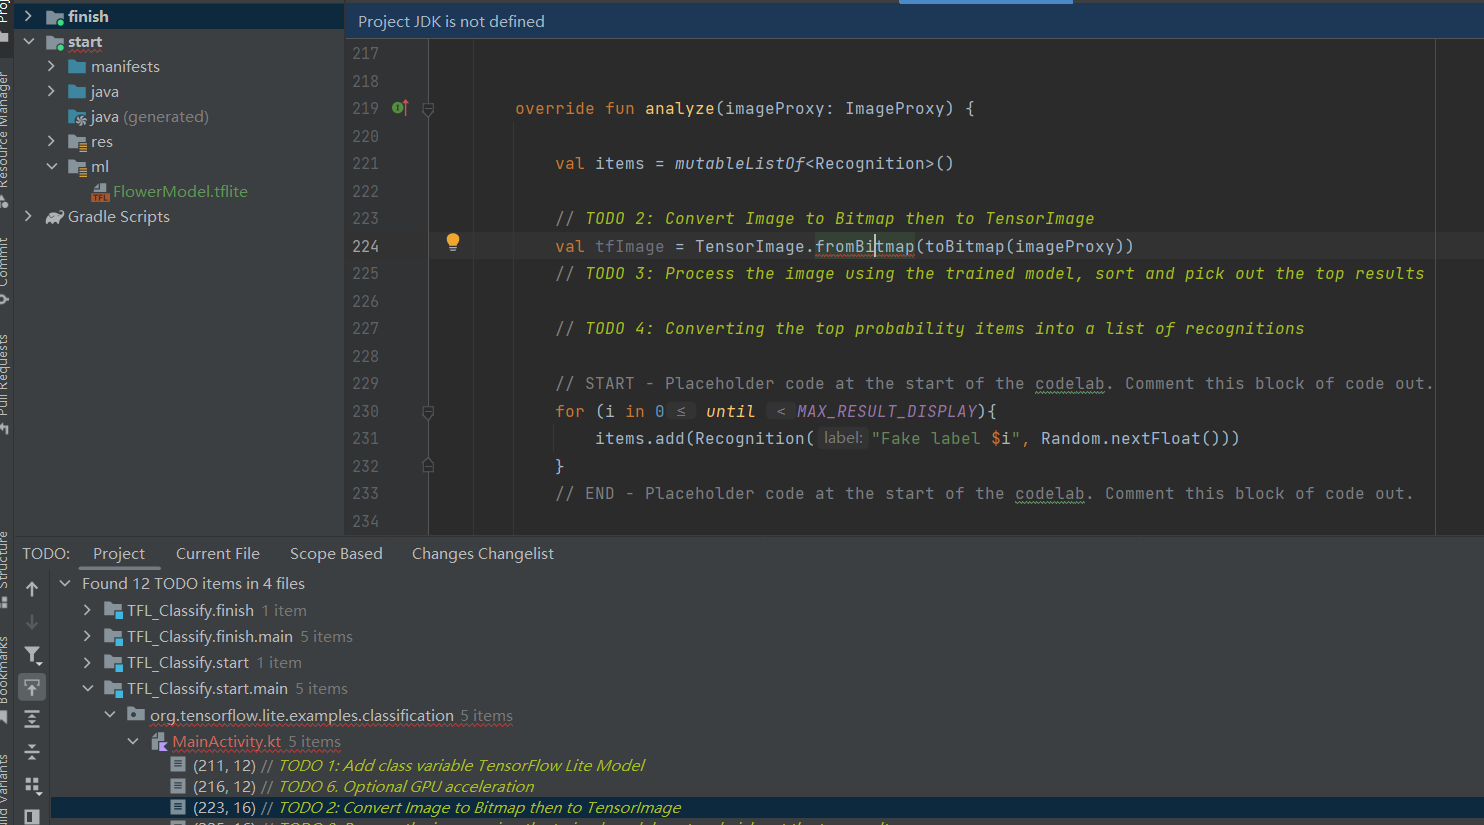 finish
start
manifests
java
java (generated)
res
ml
FlowerModel.tflite
Gradle Scripts
Resource Manager
Commit
Pull Requests
Structure
Bookmarks
Project JDK is not defined
217
218
219 override fun analyze(imageProxy: ImageProxy) {
220
221 val items = mutableListOf<Recognition>()
222
223 // TODO 2: Convert Image to Bitmap then to TensorImage
224 val tfImage = TensorImage.fromBitmap(toBitmap(imageProxy))
225 // TODO 3: Process the image using the trained model, sort and pick out the top results
226
227 // TODO 4: Converting the top probability items into a list of recognitions
228
229 // START - Placeholder code at the start of the codelab. Comment this block of code out.
230 for (i in 0 ≤ until < MAX_RESULT_DISPLAY){
231 items.add(Recognition( label: "Fake label $i", Random.nextFloat()))
232 }
233 // END - Placeholder code at the start of the codelab. Comment this block of code out.
234
TODO: Project Current File Scope Based Changes Changelist
Found 12 TODO items in 4 files
TFL_Classify.finish 1 item
TFL_Classify.finish.main 5 items
TFL_Classify.start 1 item
TFL_Classify.start.main 5 items
org.tensorflow.lite.examples.classification 5 items
MainActivity.kt 5 items
(211, 12) // TODO 1: Add class variable TensorFlow Lite Model
(216, 12) // TODO 6. Optional GPU acceleration
(223, 16) // TODO 2: Convert Image to Bitmap then to TensorImage